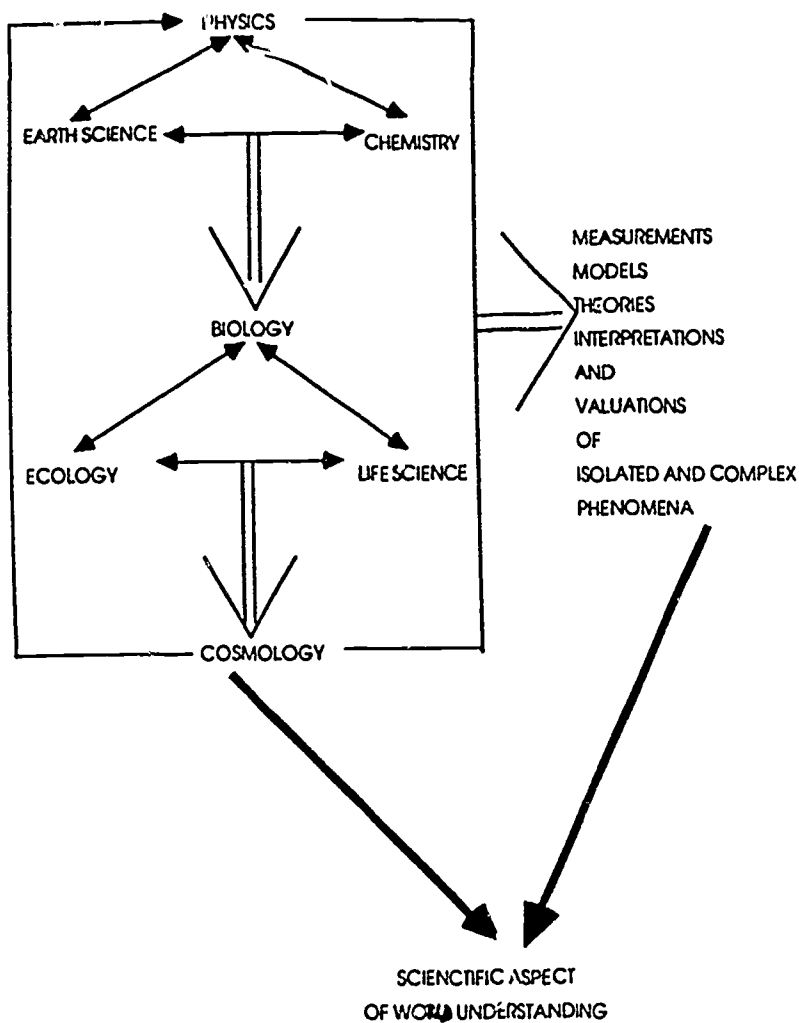 PHYSICS
EARTH SCIENCE
CHEMISTRY
BIOLOGY
ECOLOGY
LIFE SCIENCE
COSMOLOGY
MEASUREMENTS
MODELS
THEORIES
INTERPRETATIONS
AND
VALUATIONS
OF
ISOLATED AND COMPLEX
PHENOMENA
SCIENCTIFIC ASPECT
OF WORLD UNDERSTANDING